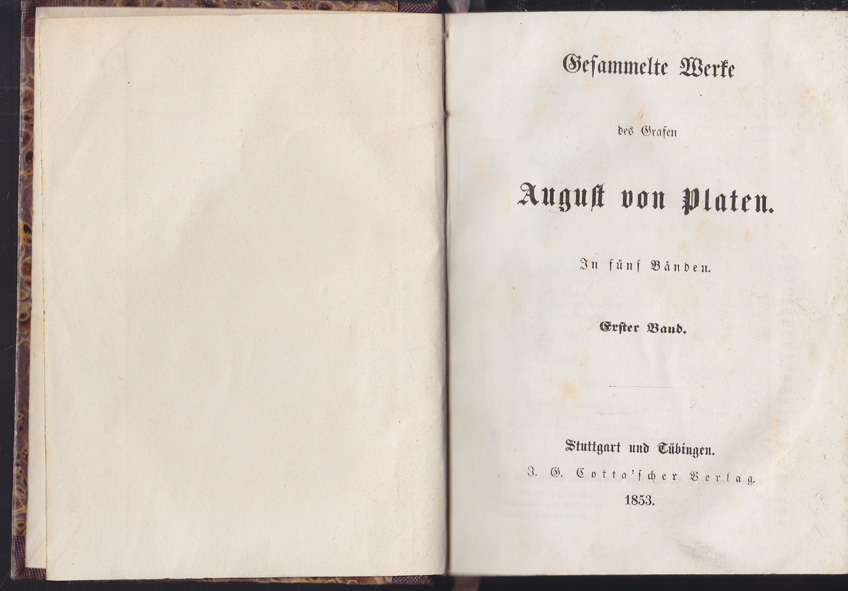 Gesammelte Werke
des Grafen
August von Platen.
In fünf Bänden.
Erster Band.
Stuttgart und Tübingen.
J. G. Cotta'scher Verlag.
1853.